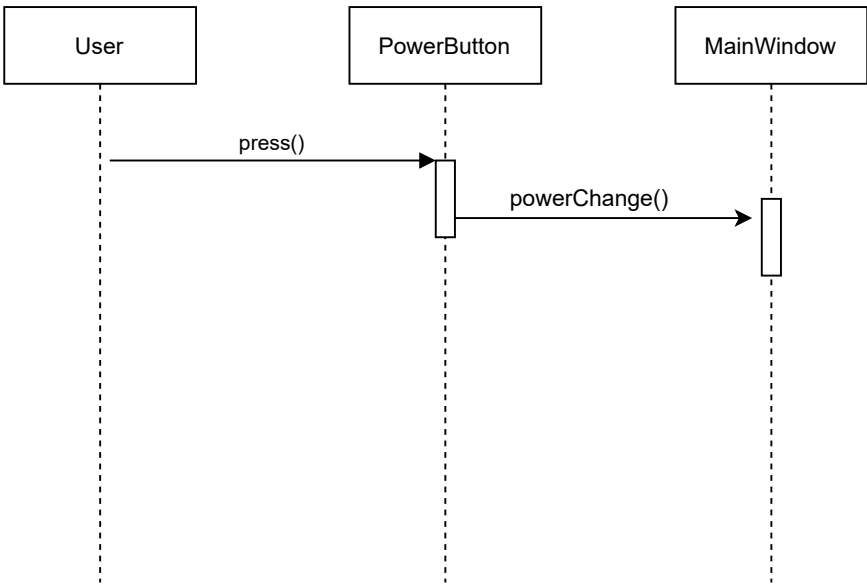 User
PowerButton
MainWindow
press()
powerChange()